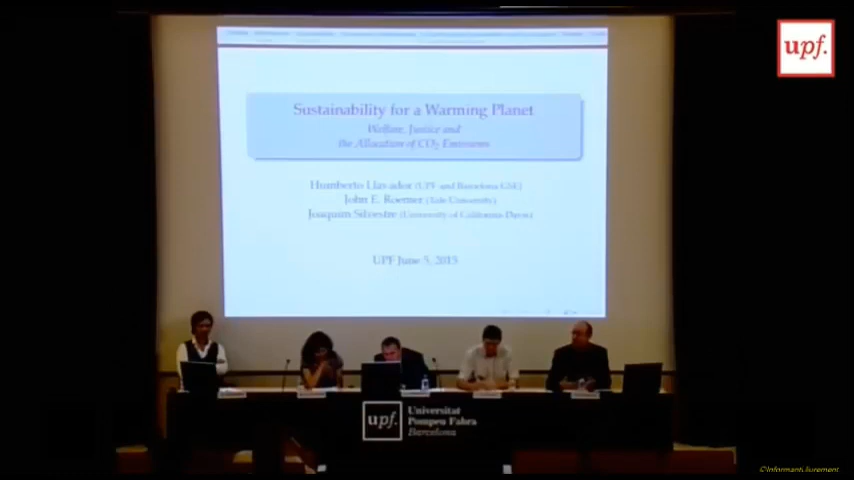 upf.
Sustainability for a Warming Planet
Welfare, Justice and
the Allocation of CO2 Emissions
Humberto Llavador (UPF and Barcelona GSE)
John E. Roemer (Yale University)
Joaquim Silvestre (University of California Davis)
UPF June 5, 2015
upf.
Universitat
Pompeu Fabra
Barcelona